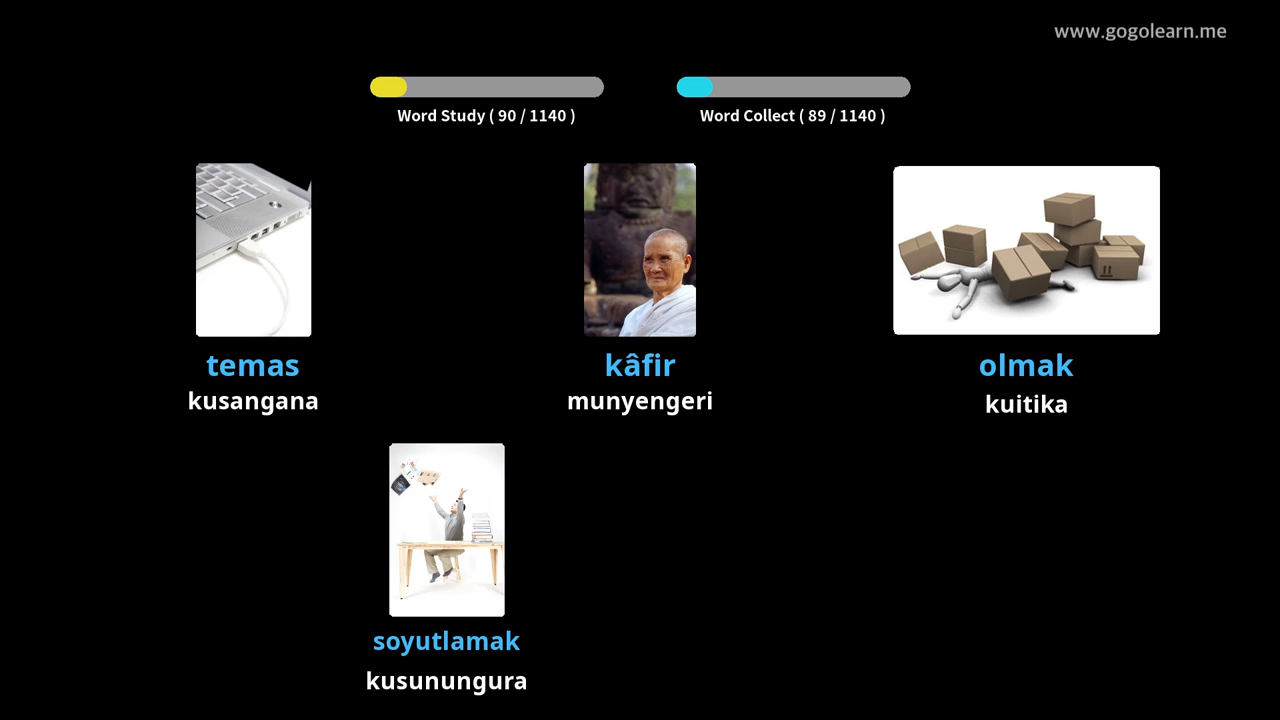 www.gogolearn.me
Word Study ( 90 / 1140 )
Word Collect ( 89 / 1140 )
temas
kusangana
kâfir
munyengeri
olmak
kuitika
soyutlamak
kusunungura